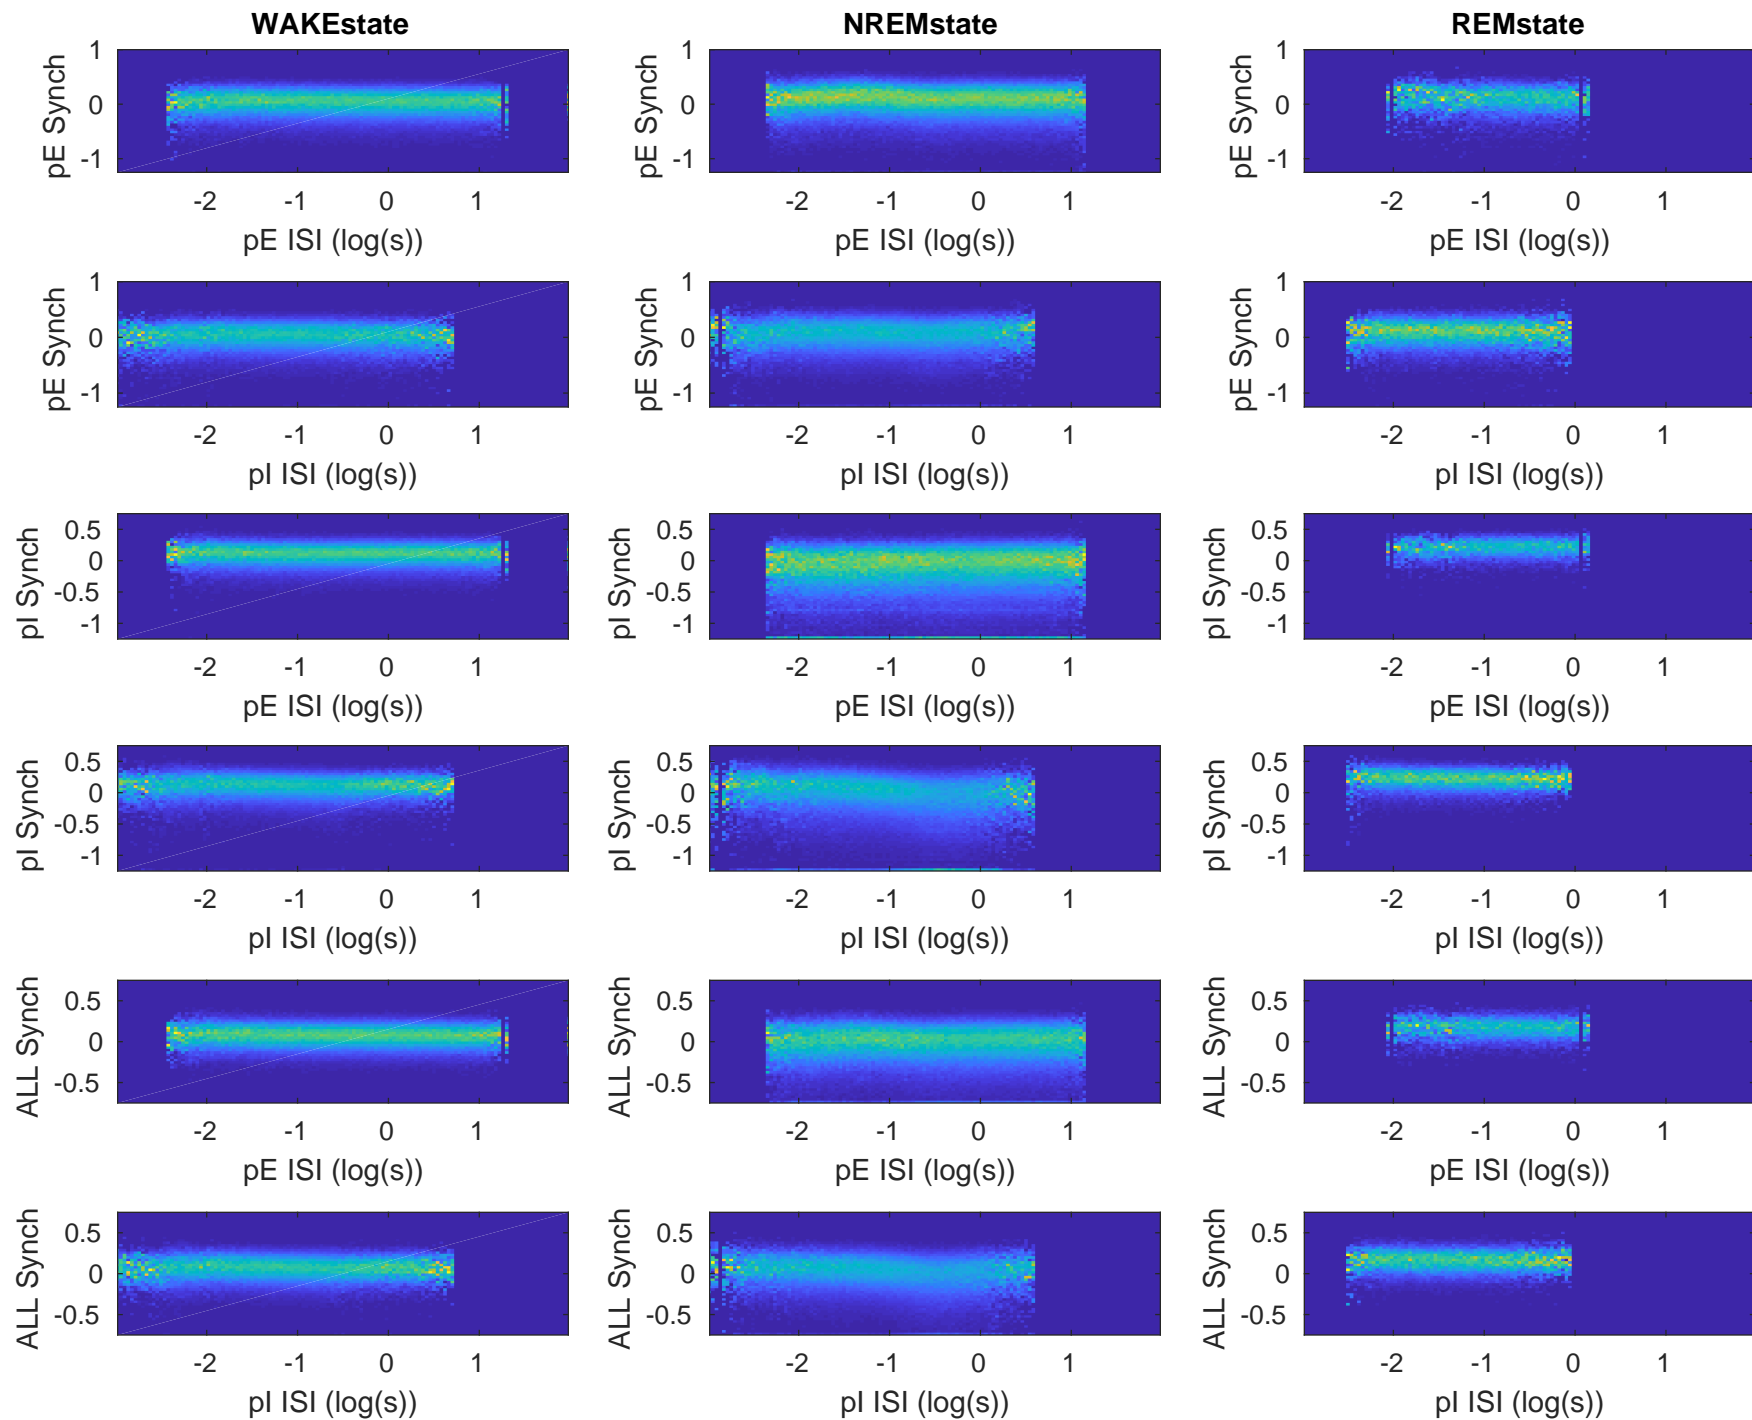 WAKEstate NREMstate REMstate
pE Synch 1 0 -1 pE Synch 1 0 -1 pE Synch 1 0 -1
-2 -1 0 1 -2 -1 0 1 -2 -1 0 1
pE ISI (log(s)) pE ISI (log(s)) pE ISI (log(s))
pE Synch 1 0 -1 pE Synch 1 0 -1 pE Synch 1 0 -1
-2 -1 0 1 -2 -1 0 1 -2 -1 0 1
pI ISI (log(s)) pI ISI (log(s)) pI ISI (log(s))
pI Synch 0.5 0 -0.5 -1 pI Synch 0.5 0 -0.5 -1 pI Synch 0.5 0 -0.5 -1
-2 -1 0 1 -2 -1 0 1 -2 -1 0 1
pE ISI (log(s)) pE ISI (log(s)) pE ISI (log(s))
pI Synch 0.5 0 -0.5 -1 pI Synch 0.5 0 -0.5 -1 pI Synch 0.5 0 -0.5 -1
-2 -1 0 1 -2 -1 0 1 -2 -1 0 1
pI ISI (log(s)) pI ISI (log(s)) pI ISI (log(s))
ALL Synch 0.5 0 -0.5 ALL Synch 0.5 0 -0.5 ALL Synch 0.5 0 -0.5
-2 -1 0 1 -2 -1 0 1 -2 -1 0 1
pE ISI (log(s)) pE ISI (log(s)) pE ISI (log(s))
ALL Synch 0.5 0 -0.5 ALL Synch 0.5 0 -0.5 ALL Synch 0.5 0 -0.5
-2 -1 0 1 -2 -1 0 1 -2 -1 0 1
pI ISI (log(s)) pI ISI (log(s)) pI ISI (log(s))